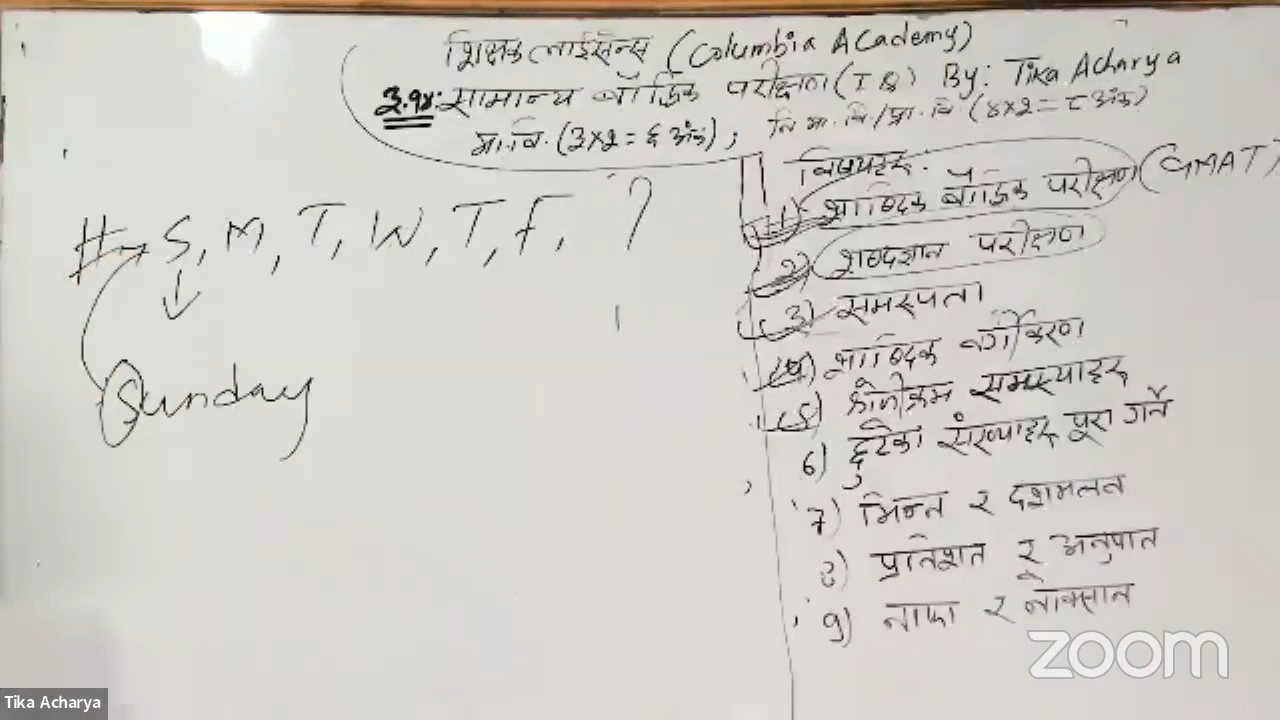 शिक्षक लाईसेन्स (Columbia Academy)
३.१४: सामान्य बौद्धिक परीक्षण (IQ) By: Tika Acharya
मा.वि. (३×२=६ अंक), नि.मा.वि/प्रा.वि (४×२=८ अंक)
#→ S, M, T, W, T, F, ?
Sunday
विषयहरु:
1) शाब्दिक बौद्धिक परीक्षण (GMAT)
2) शब्दज्ञान परीक्षण
3) समरुपता
4) शाब्दिक वर्गीकरण
5) श्रेणीक्रम समस्याहरु
6) छुटेका संख्याहरु पूरा गर्ने
7) भिन्न र दशमलव
8) प्रतिशत र अनुपात
9) नाफा र नोक्सान
zoom
Tika Acharya